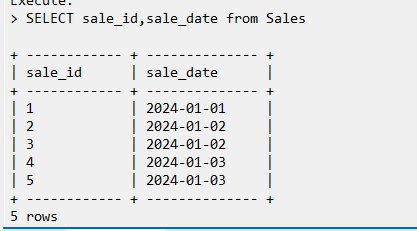 Execute:
> SELECT sale_id,sale_date from Sales
+ ------------ + -------------- +
| sale_id | sale_date |
+ ------------ + -------------- +
| 1 | 2024-01-01 |
| 2 | 2024-01-02 |
| 3 | 2024-01-02 |
| 4 | 2024-01-03 |
| 5 | 2024-01-03 |
+ ------------ + -------------- +
5 rows